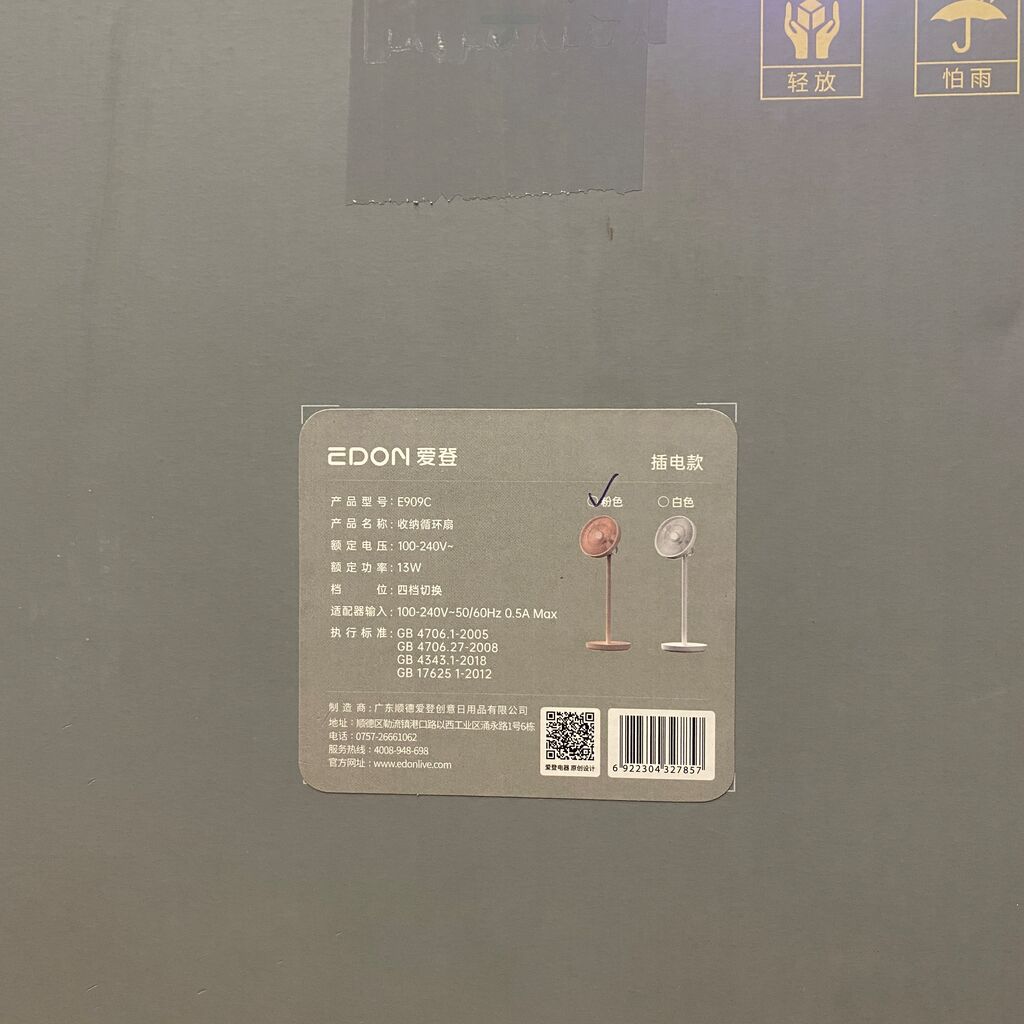 轻放
怕雨
EDON 爱登
插电款
产品型号：E909C
产品名称：收纳循环扇
额定电压：100-240V~
额定功率：13W
档位：四档切换
适配器输入：100-240V~50/60Hz 0.5A Max
执行标准：GB 4706.1-2005
GB 4706.27-2008
GB 4343.1-2018
GB 17625 1-2012
粉色
白色
制造商：广东顺德爱登创意日用品有限公司
地址：顺德区勒流镇港口路以西工业区涌永路1号6栋
电话：0757-26661062
服务热线：4008-948-698
官方网址：www.edonlive.com
爱登电器 原创设计
6 922304 327857